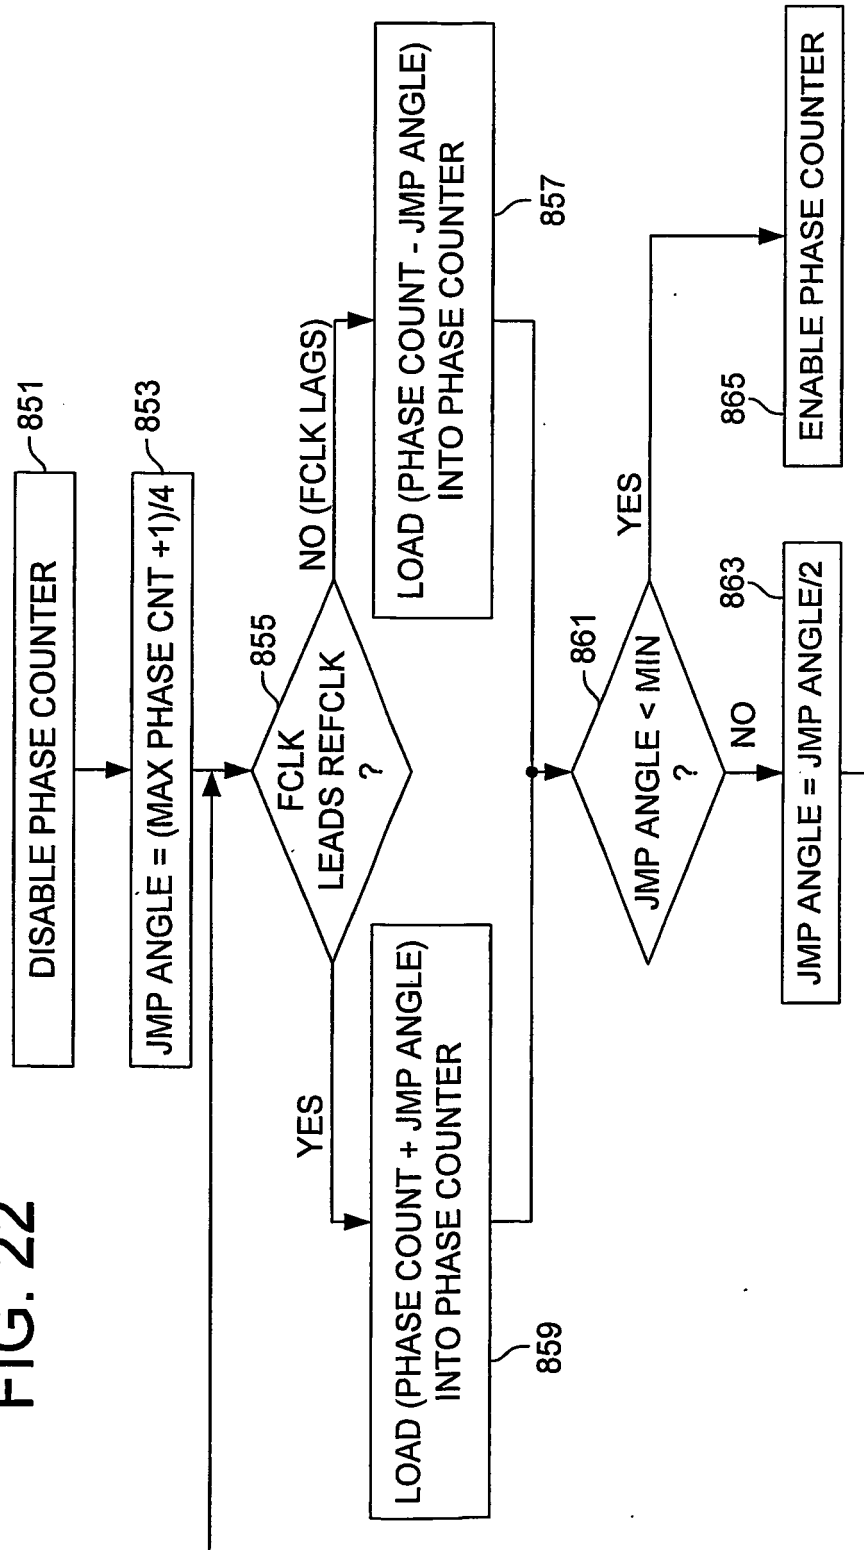 FIG. 22
DISABLE PHASE COUNTER
851
JMP ANGLE = (MAX PHASE CNT +1)/4
853
FCLK
LEADS REFCLK
?
855
YES
NO (FCLK LAGS)
LOAD (PHASE COUNT + JMP ANGLE)
INTO PHASE COUNTER
859
LOAD (PHASE COUNT - JMP ANGLE)
INTO PHASE COUNTER
857
JMP ANGLE < MIN
?
861
YES
NO
JMP ANGLE = JMP ANGLE/2
863
ENABLE PHASE COUNTER
865